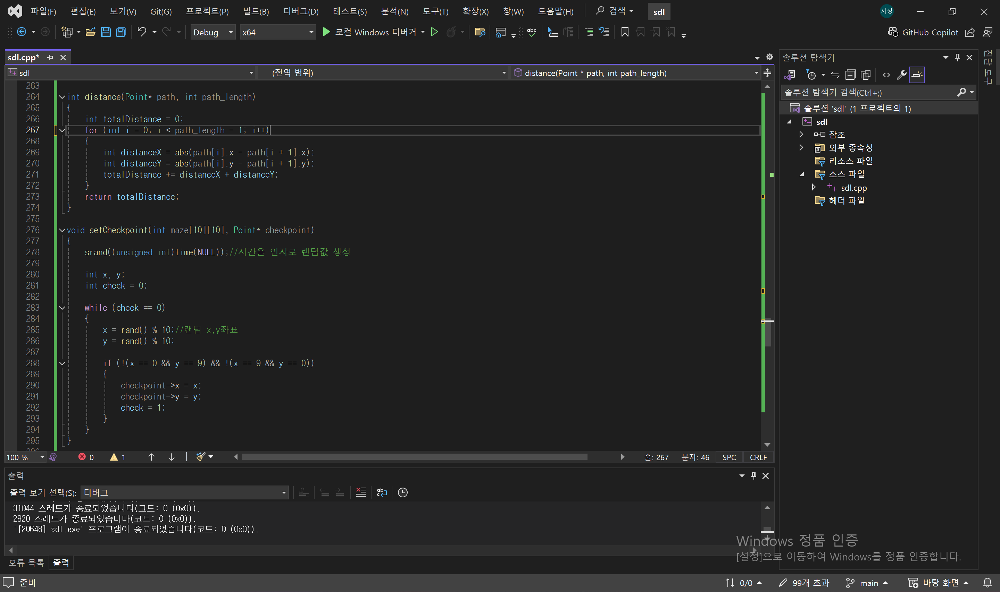 파일(F) 편집(E) 보기(V) Git(G) 프로젝트(P) 빌드(B) 디버그(D) 테스트(S) 분석(N) 도구(T) 확장(X) 창(W) 도움말(H) 검색 sdl 지정
Debug x64 로컬 Windows 디버거 abc GitHub Copilot
sdl.cpp*
sdl (전역 범위) distance(Point * path, int path_length)
263
264 int distance(Point* path, int path_length)
265 {
266 int totalDistance = 0;
267 for (int i = 0; i < path_length - 1; i++)
268 {
269 int distanceX = abs(path[i].x - path[i + 1].x);
270 int distanceY = abs(path[i].y - path[i + 1].y);
271 totalDistance += distanceX + distanceY;
272 }
273 return totalDistance;
274 }
275
276 void setCheckpoint(int maze[10][10], Point* checkpoint)
277 {
278 srand((unsigned int)time(NULL));//시간을 인자로 랜덤값 생성
279
280 int x, y;
281 int check = 0;
282
283 while (check == 0)
284 {
285 x = rand() % 10;//랜덤 x,y좌표
286 y = rand() % 10;
287
288 if (!(x == 0 && y == 9) && !(x == 9 && y == 0))
289 {
290 checkpoint->x = x;
291 checkpoint->y = y;
292 check = 1;
293 }
294 }
295 }
100 % 0 1 줄: 267 문자: 46 SPC CRLF
출력
출력 보기 선택(S): 디버그
31044 스레드가 종료되었습니다(코드: 0 (0x0)).
2820 스레드가 종료되었습니다(코드: 0 (0x0)).
'[20648] sdl.exe' 프로그램이 종료되었습니다(코드: 0 (0x0)).
오류 목록 출력
솔루션 탐색기
솔루션 탐색기 검색(Ctrl+;)
솔루션 'sdl' (1 프로젝트의 1)
sdl
참조
외부 종속성
리소스 파일
소스 파일
sdl.cpp
헤더 파일
진단 도구
Windows 정품 인증
[설정]으로 이동하여 Windows를 정품 인증합니다.
준비 0/0 99개 초과 main 바탕 화면